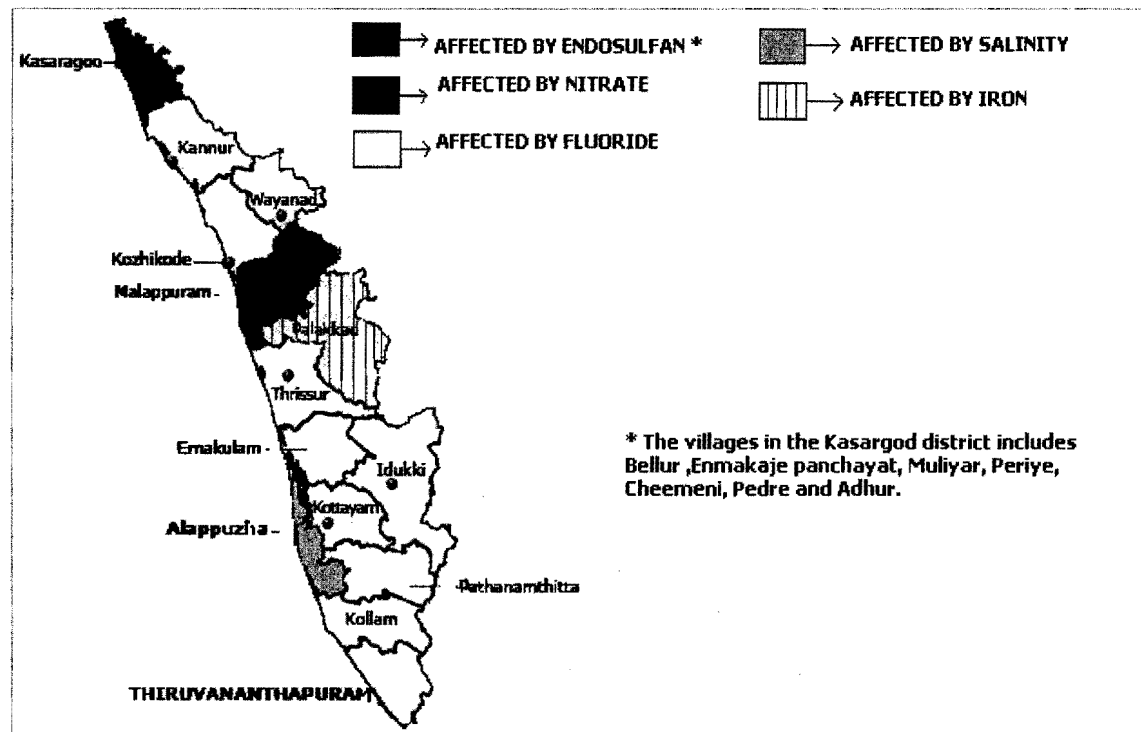 AFFECTED BY ENDOSULFAN *
AFFECTED BY NITRATE
AFFECTED BY FLUORIDE
AFFECTED BY SALINITY
AFFECTED BY IRON
Kasaragoo
Kannur
Wayanad
Kozhikode
Malappuram
Palakkad
Thrissur
Ernakulam
Idukki
Kottayam
Alappuzha
Pathanamthitta
Kollam
THIRUVANANTHAPURAM
* The villages in the Kasargod district includes
Bellur ,Enmakaje panchayat, Muliyar, Periye,
Cheemeni, Pedre and Adhur.